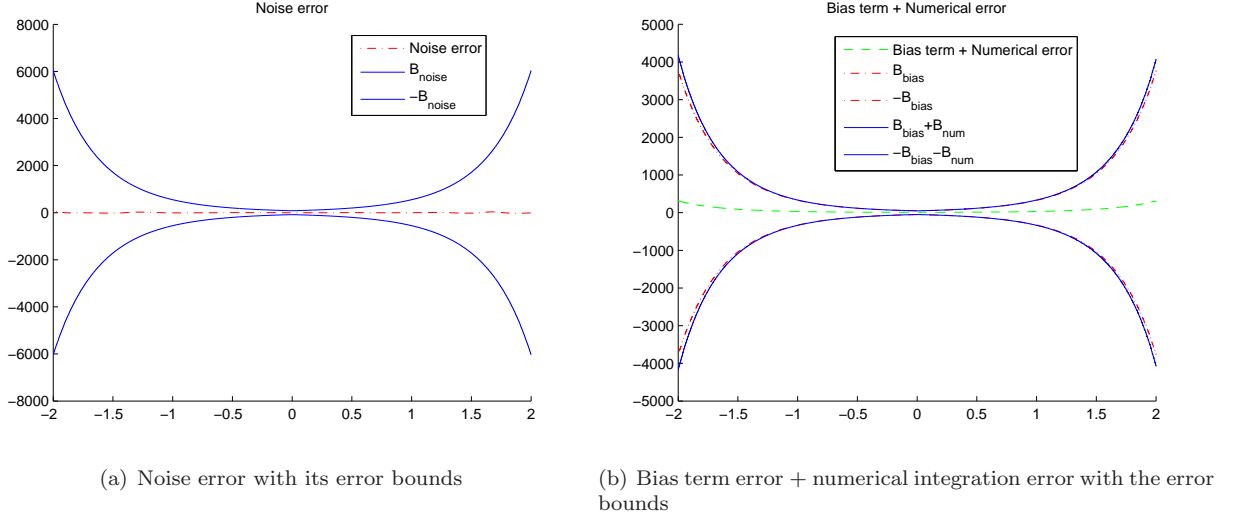 Noise error
8000
6000
4000
2000
0
−2000
−4000
−6000
−8000
−2 −1.5 −1 −0.5 0 0.5 1 1.5 2
Noise error
B_noise
−B_noise
(a) Noise error with its error bounds
Bias term + Numerical error
5000
4000
3000
2000
1000
0
−1000
−2000
−3000
−4000
−5000
−2 −1.5 −1 −0.5 0 0.5 1 1.5 2
Bias term + Numerical error
B_bias
−B_bias
B_bias+B_num
−B_bias−B_num
(b) Bias term error + numerical integration error with the error
bounds